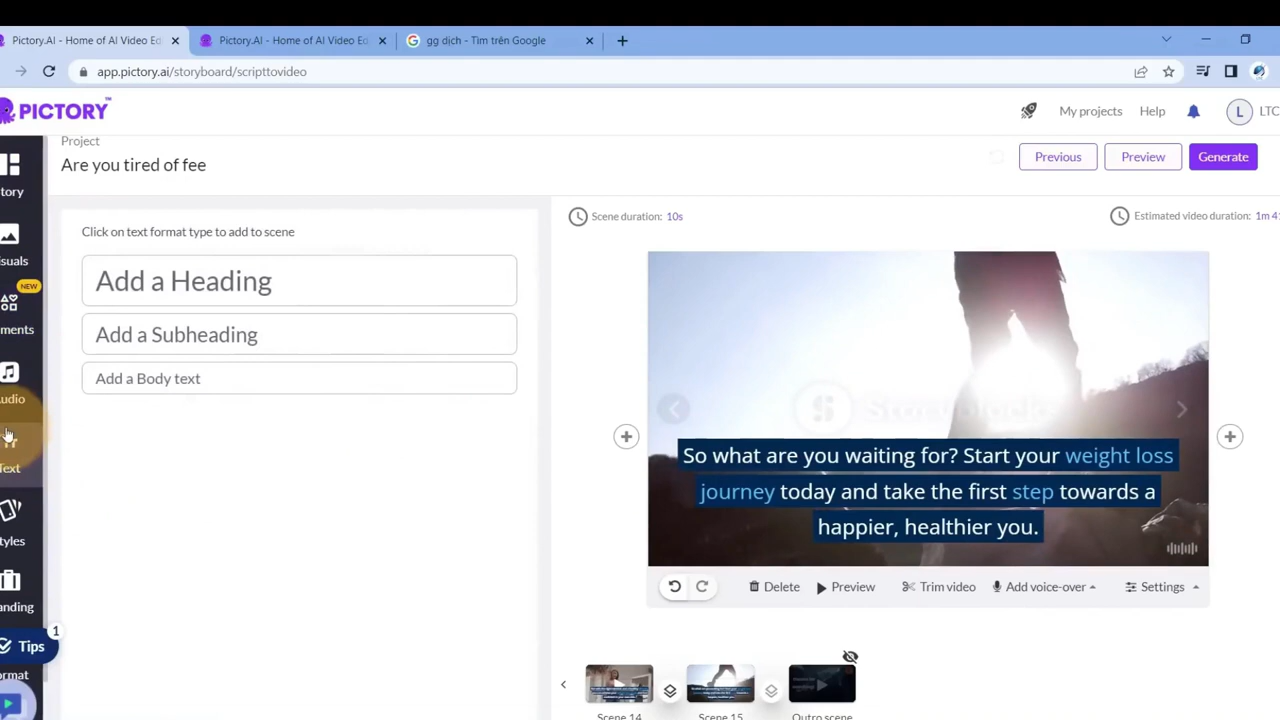 Pictory.AI - Home of AI Video Ed
Pictory.AI - Home of AI Video Ed
gg dịch - Tìm trên Google
app.pictory.ai/storyboard/scripttovideo
PICTORY
My projects
Help
L
LTC
Project
Are you tired of fee
Previous
Preview
Generate
tory
isuals
NEW
ments
udio
Text
tyles
anding
Tips
1
ormat
Click on text format type to add to scene
Add a Heading
Add a Subheading
Add a Body text
Scene duration: 10s
Estimated video duration: 1m 4
Storyblocks
So what are you waiting for? Start your weight loss
journey today and take the first step towards a
happier, healthier you.
Delete
Preview
Trim video
Add voice-over
Settings
Scene 14
Scene 15
Outro scene